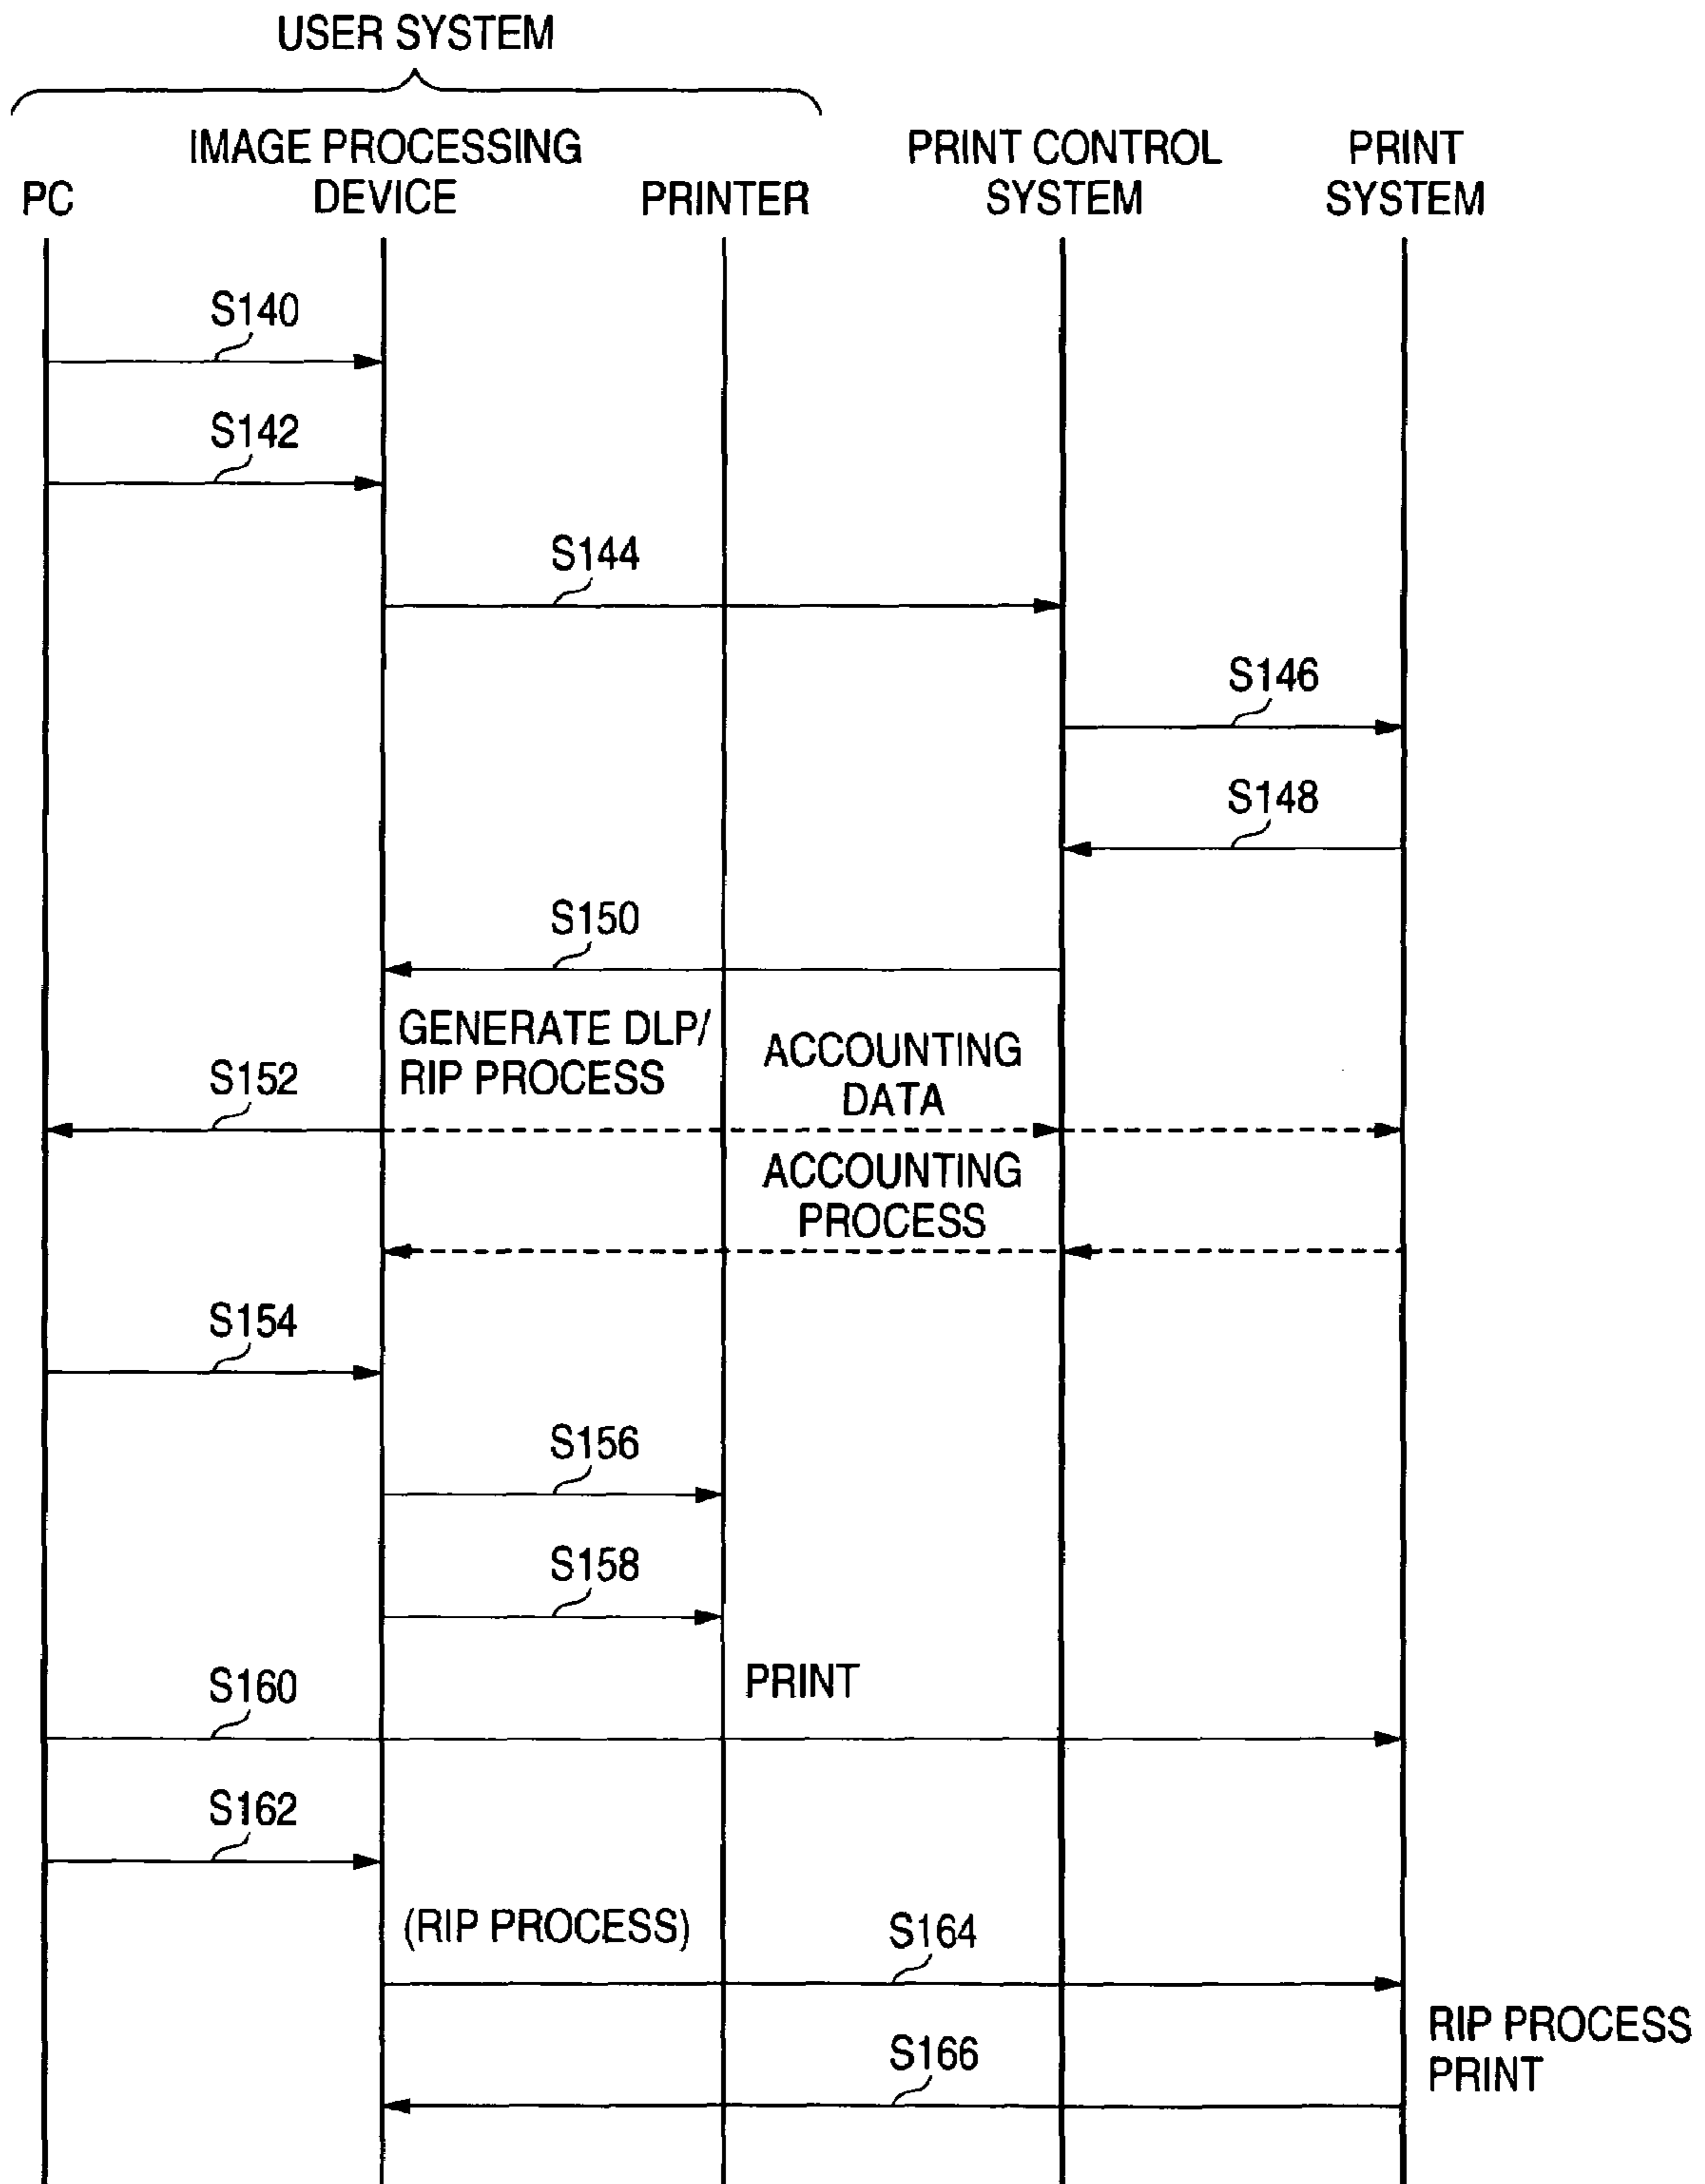 USER SYSTEM
IMAGE PROCESSING
DEVICE
PC
PRINTER
PRINT CONTROL
SYSTEM
PRINT
SYSTEM
S140
S142
S144
S146
S148
S150
GENERATE DLP/
RIP PROCESS
ACCOUNTING
DATA
S152
ACCOUNTING
PROCESS
S154
S156
S158
PRINT
S160
S162
(RIP PROCESS)
S164
RIP PROCESS
PRINT
S166